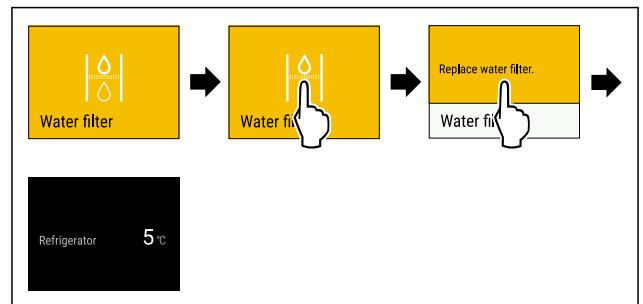 Water filter
Water fi
Replace water filter.
Water fi
Refrigerator 5 °C